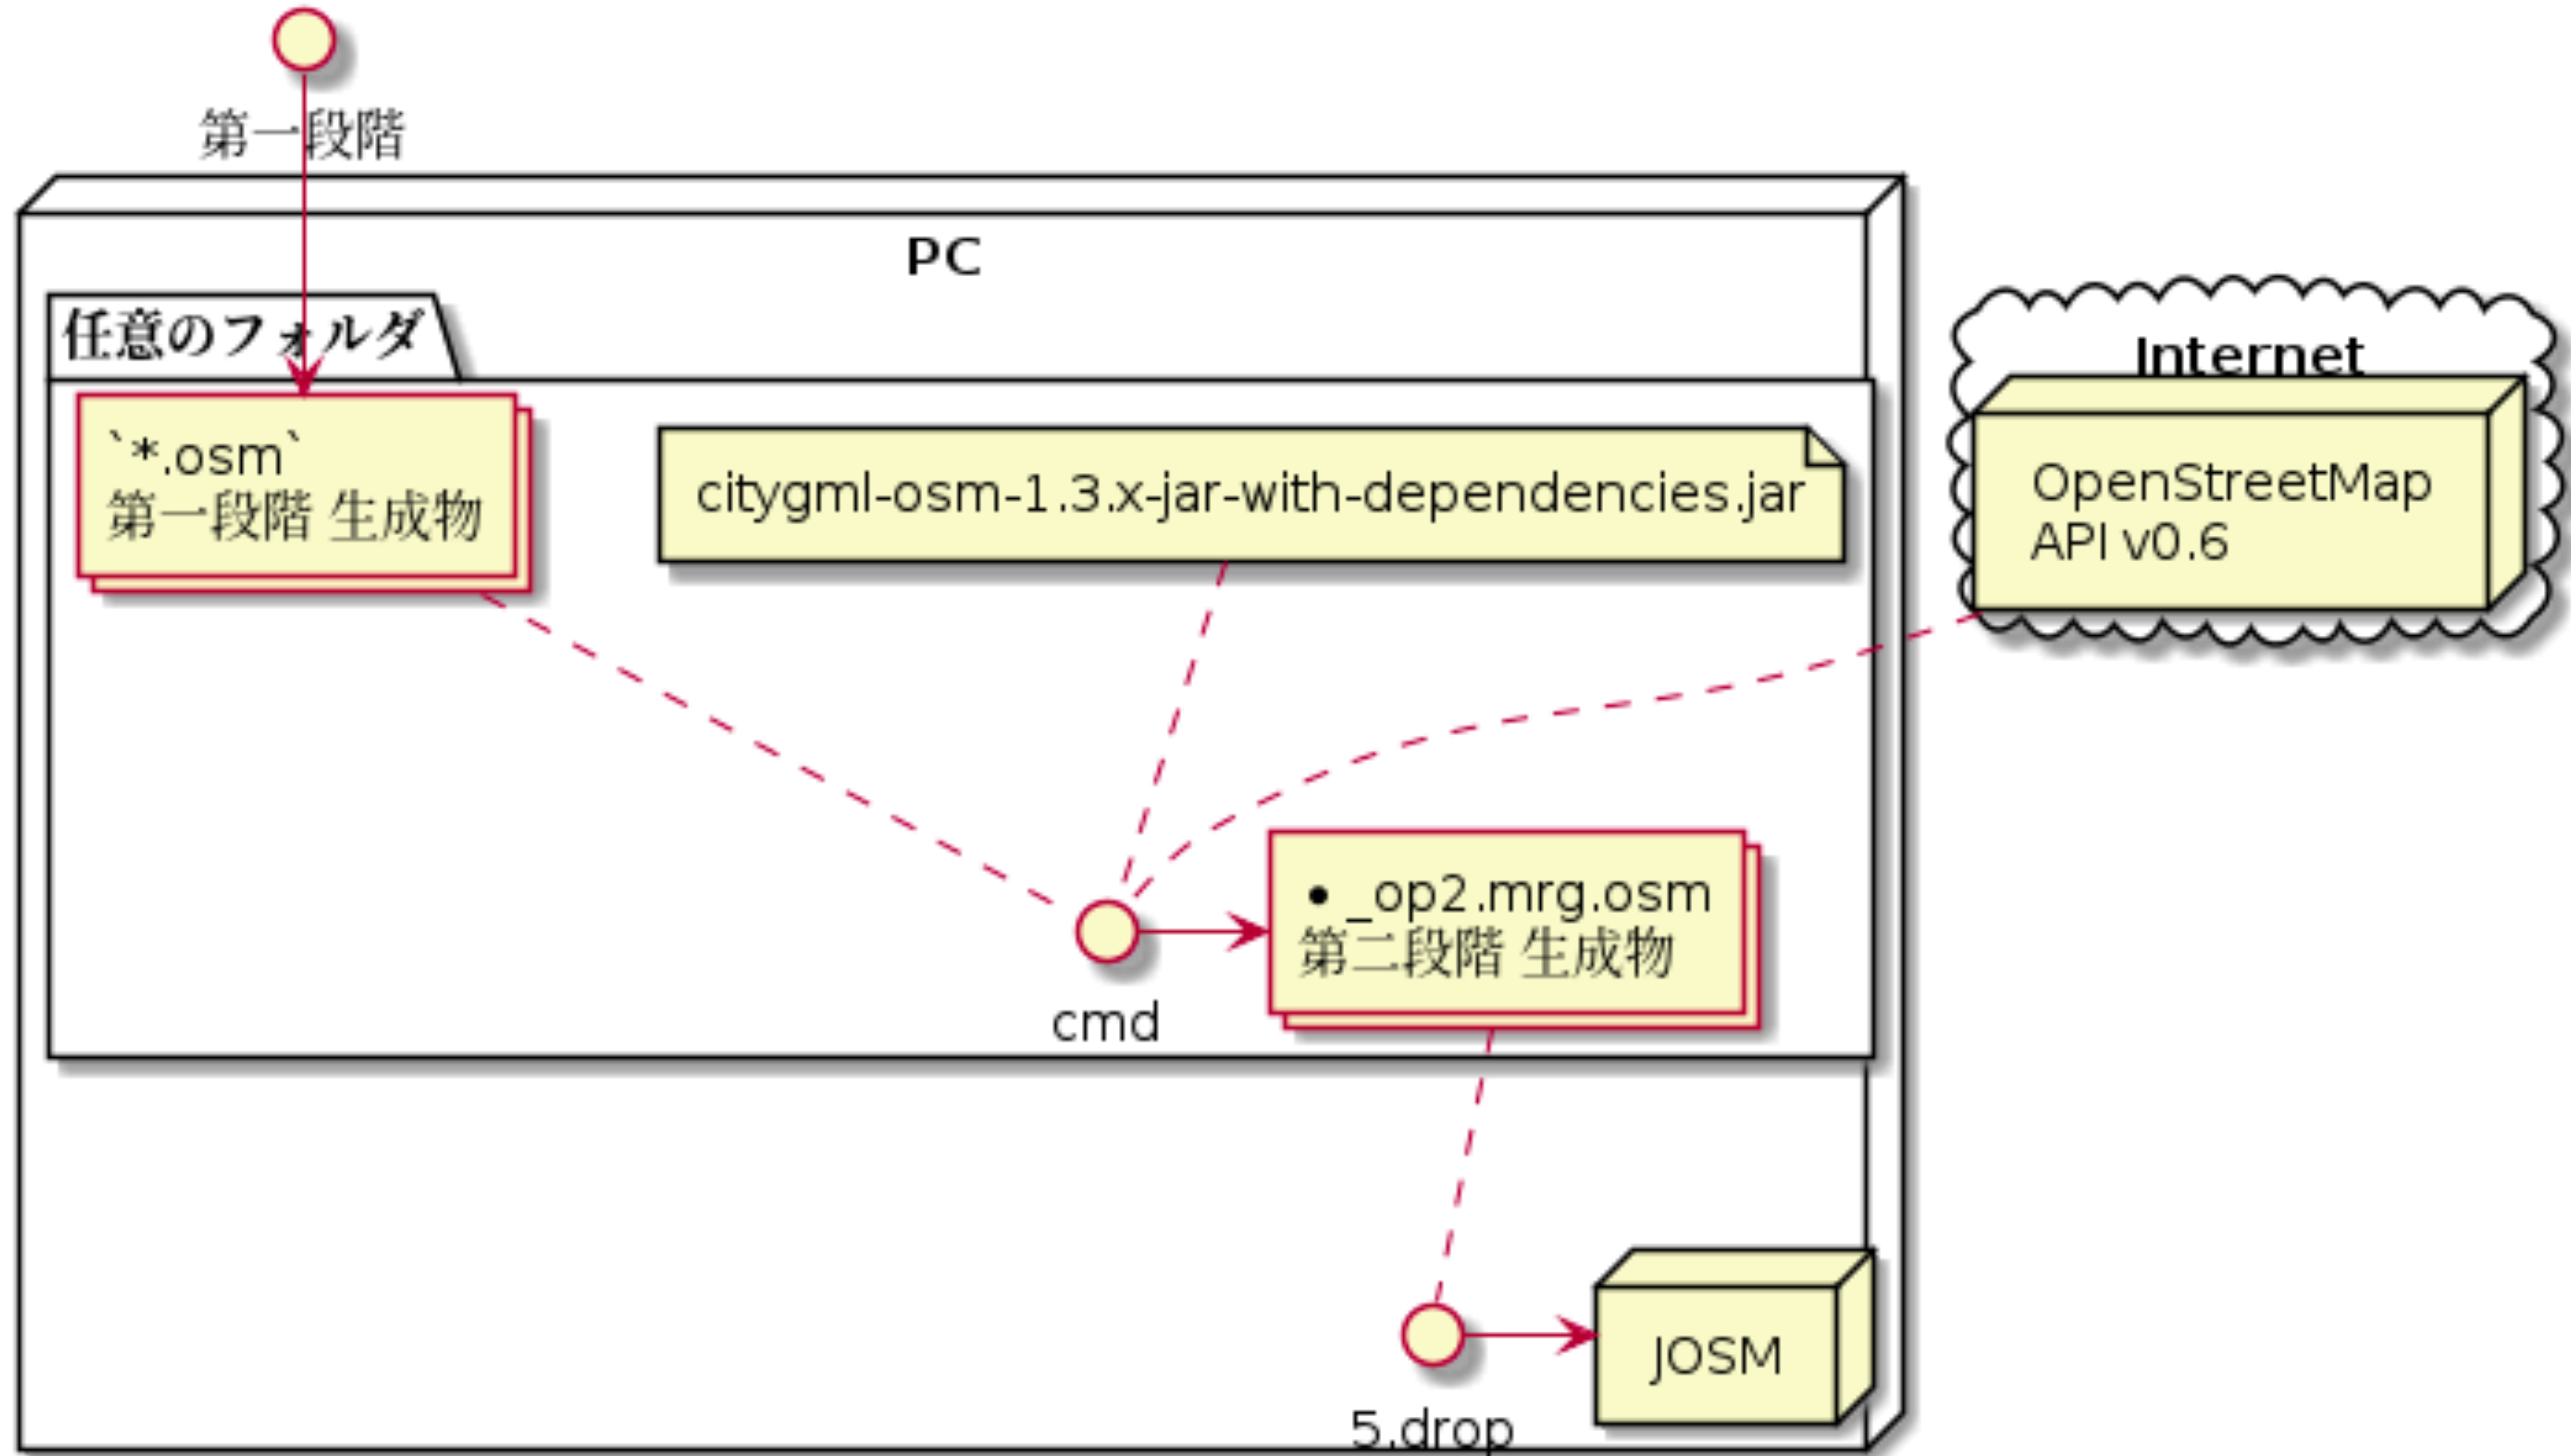 第一段階
PC
任意のフォルダ
Internet
`*.osm`
第一段階 生成物
citygml-osm-1.3.x-jar-with-dependencies.jar
OpenStreetMap
API v0.6
• _op2.mrg.osm
第二段階 生成物
cmd
JOSM
5.drop